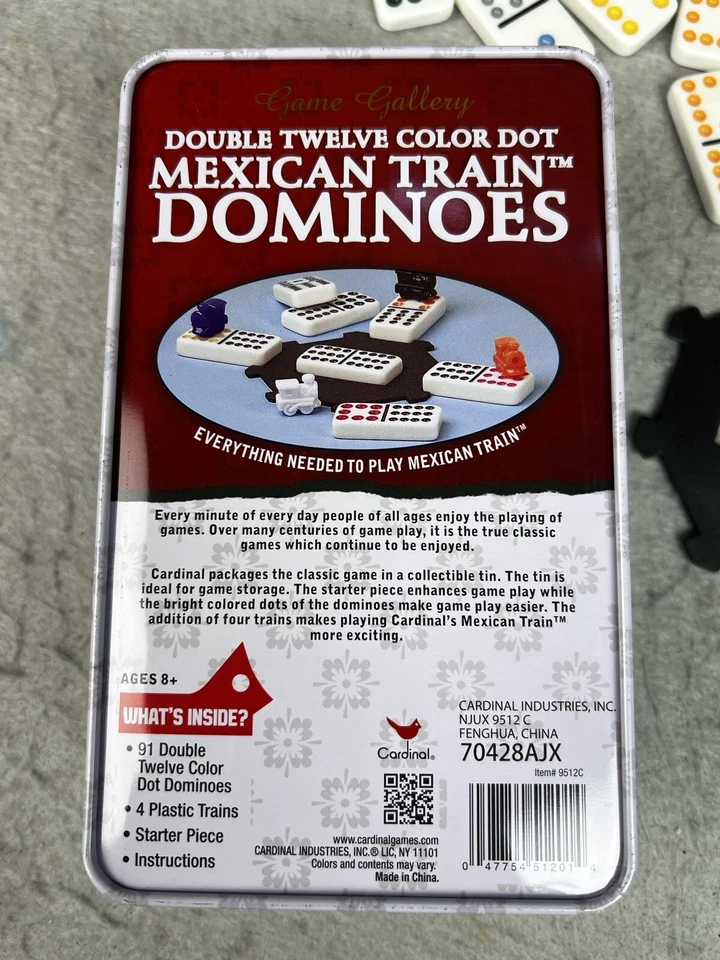 Game Gallery
DOUBLE TWELVE COLOR DOT
MEXICAN TRAIN™
DOMINOES
EVERYTHING NEEDED TO PLAY MEXICAN TRAIN™
Every minute of every day people of all ages enjoy the playing of
games. Over many centuries of game play, it is the true classic
games which continue to be enjoyed.
Cardinal packages the classic game in a collectible tin. The tin is
ideal for game storage. The starter piece enhances game play while
the bright colored dots of the dominoes make game play easier. The
addition of four trains makes playing Cardinal's Mexican Train™
more exciting.
AGES 8+
WHAT'S INSIDE?
• 91 Double
Twelve Color
Dot Dominoes
• 4 Plastic Trains
• Starter Piece
• Instructions
Cardinal®
www.cardinalgames.com
CARDINAL INDUSTRIES, INC.® LIC, NY 11101
Colors and contents may vary.
Made in China.
CARDINAL INDUSTRIES, INC.
NJUX 9512 C
FENGHUA, CHINA
70428AJX
Item# 9512C
0 47754 51201 4